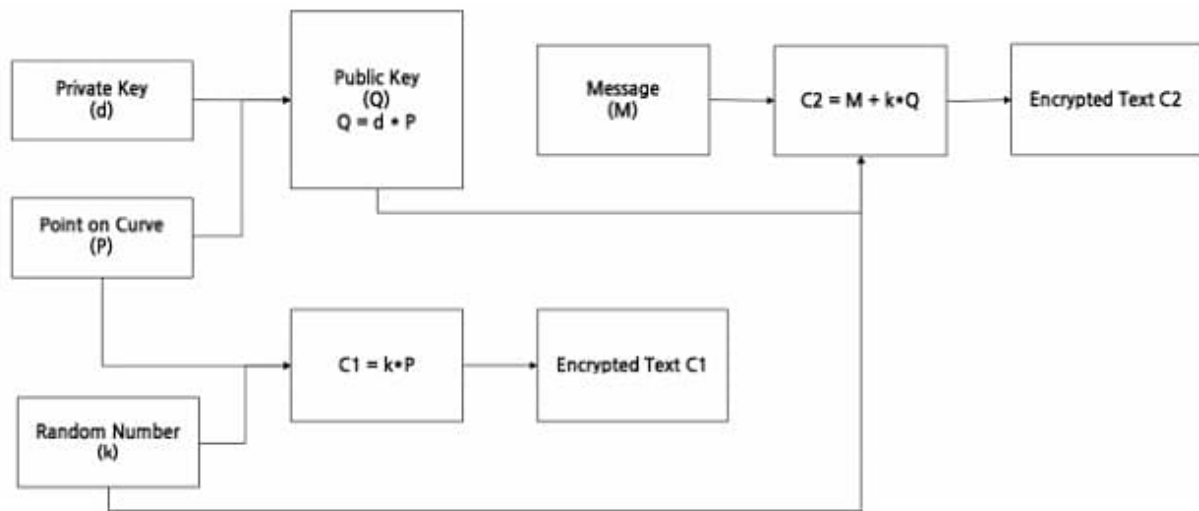 Private Key
(d)
Public Key
(Q)
Q = d * P
Message
(M)
C2 = M + k*Q
Encrypted Text C2
Point on Curve
(P)
C1 = k*P
Encrypted Text C1
Random Number
(k)